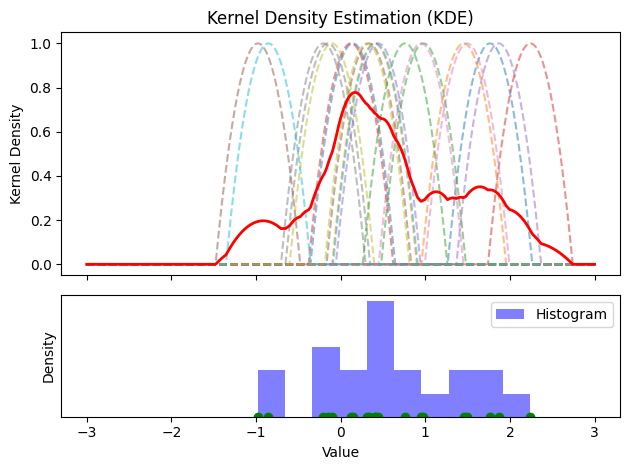 Kernel Density Estimation (KDE)
Kernel Density
1.0
0.8
0.6
0.4
0.2
0.0
Density
Histogram
−3 −2 −1 0 1 2 3
Value